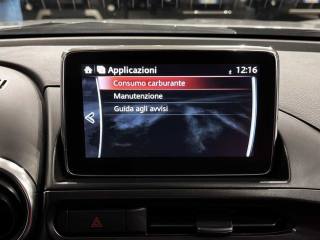 Applicazioni 12:16
Consumo carburante
Manutenzione
Guida agli avvisi